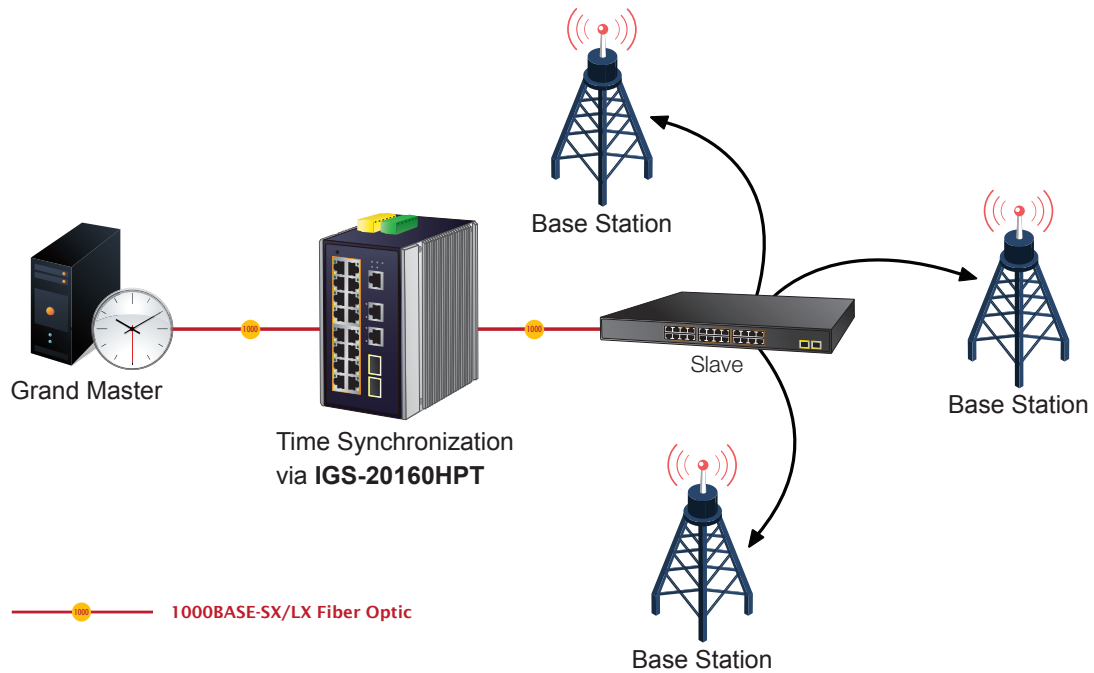 Base Station
Grand Master
1000
1000
Slave
Base Station
Time Synchronization
via IGS-20160HPT
1000
1000BASE-SX/LX Fiber Optic
Base Station